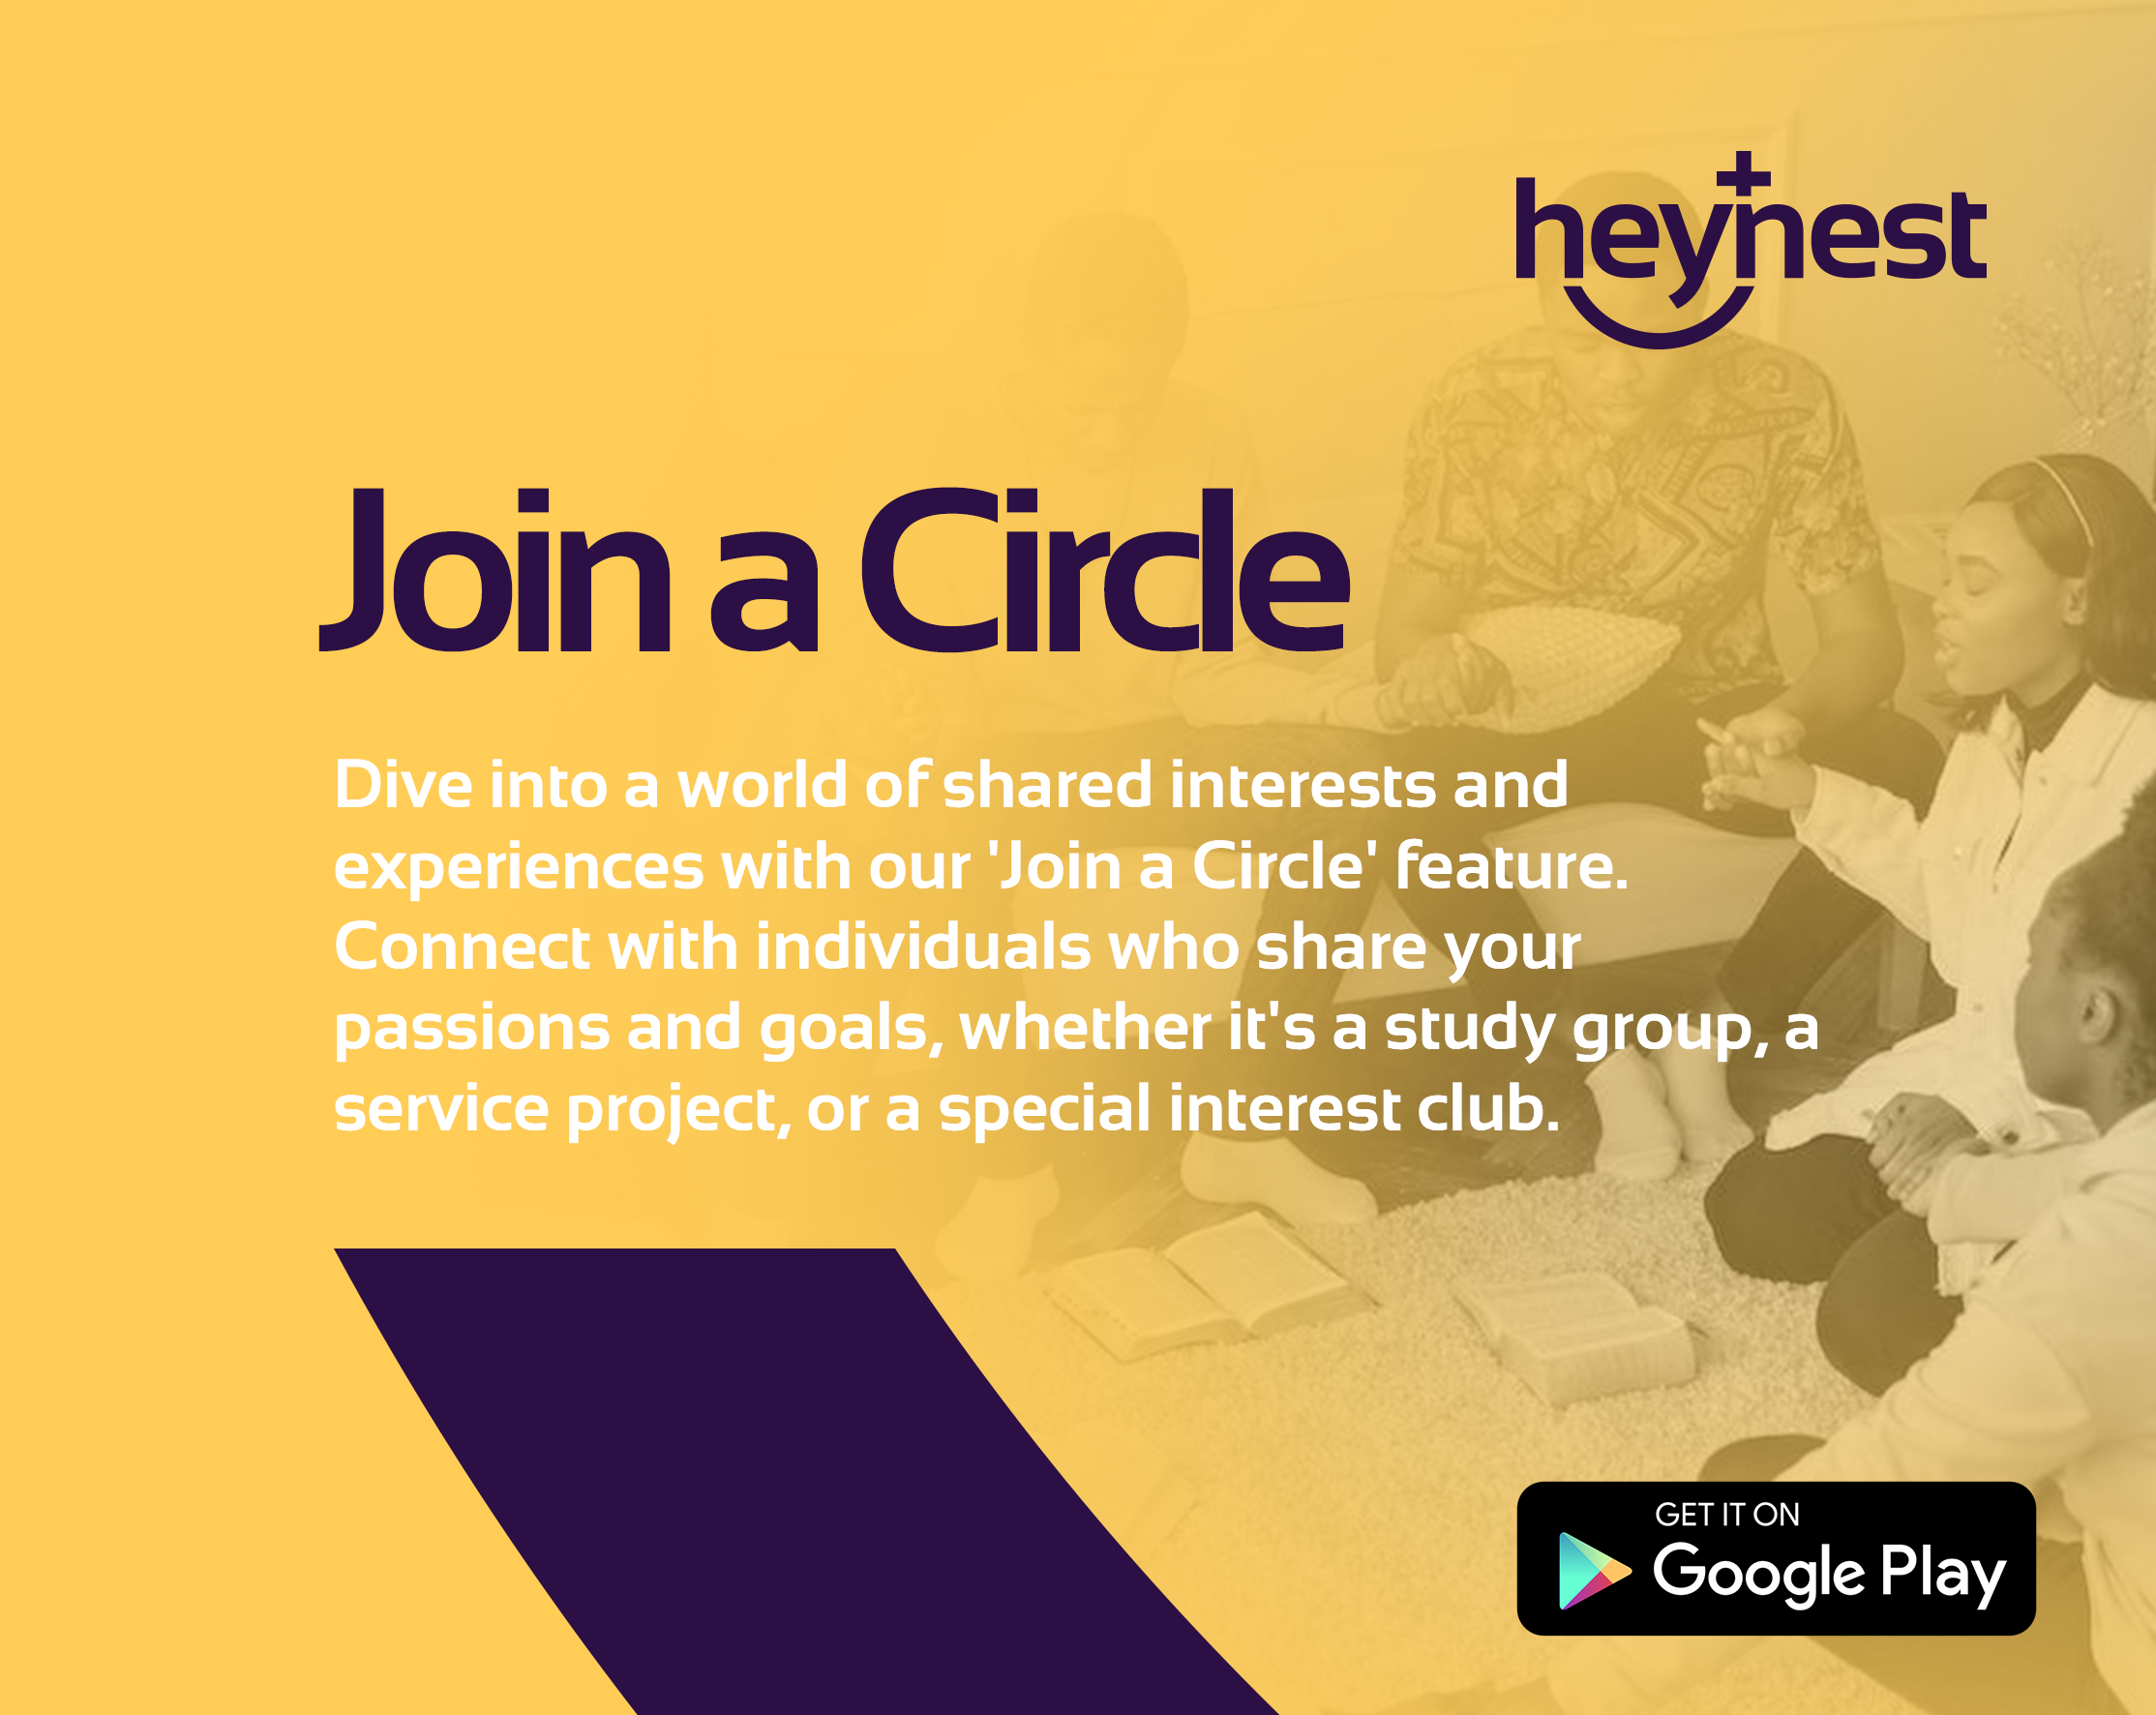 heynest
Join a Circle
Dive into a world of shared interests and
experiences with our 'Join a Circle' feature.
Connect with individuals who share your
passions and goals, whether it's a study group, a
service project, or a special interest club.
GET IT ON
Google Play